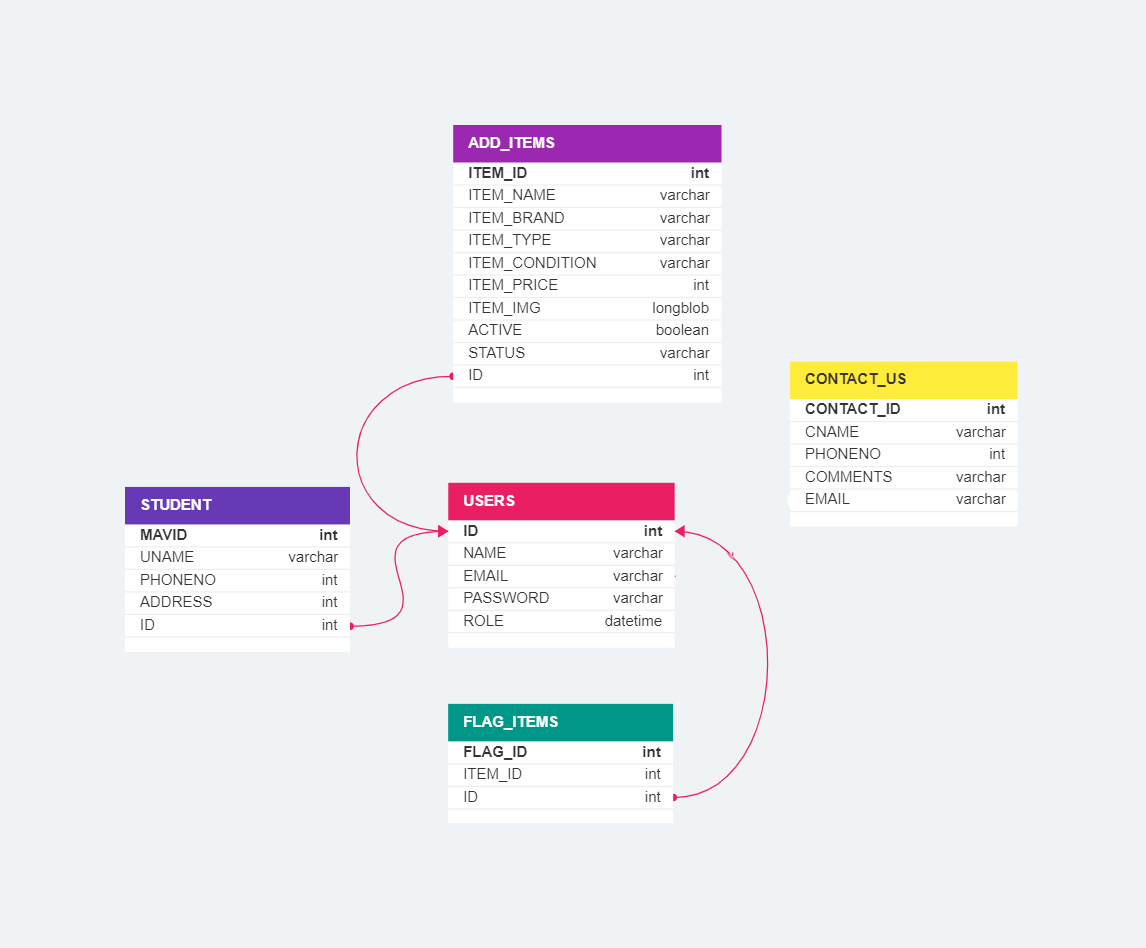 ADD_ITEMS
ITEM_ID int
ITEM_NAME varchar
ITEM_BRAND varchar
ITEM_TYPE varchar
ITEM_CONDITION varchar
ITEM_PRICE int
ITEM_IMG longblob
ACTIVE boolean
STATUS varchar
ID int
CONTACT_US
CONTACT_ID int
CNAME varchar
PHONENO int
COMMENTS varchar
EMAIL varchar
STUDENT
MAVID int
UNAME varchar
PHONENO int
ADDRESS int
ID int
USERS
ID int
NAME varchar
EMAIL varchar
PASSWORD varchar
ROLE datetime
FLAG_ITEMS
FLAG_ID int
ITEM_ID int
ID int